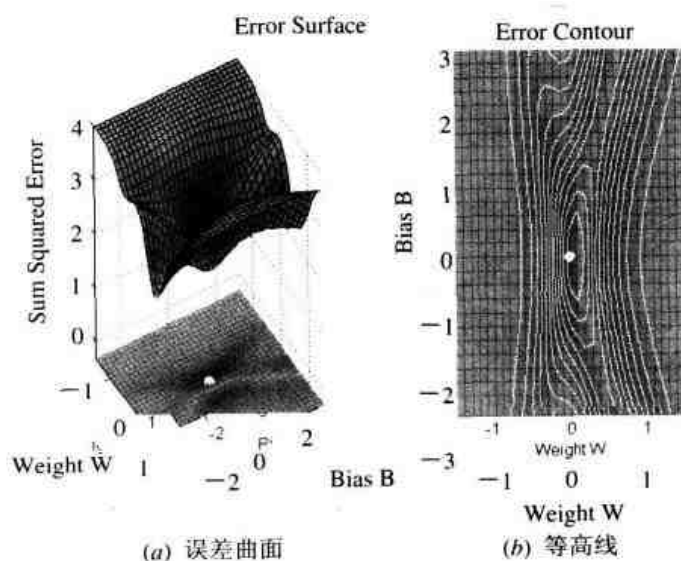 Error Surface
4
3
2
1
0
Sum Squared Error
-1
0
1
1
-2
0
2
-2
Weight W
Bias B
(a) 误差曲面
Error Contour
3
2
1
0
-1
-2
-3
Bias B
-1 0 1
Weight W
-1 0 1
Weight W
(b) 等高线